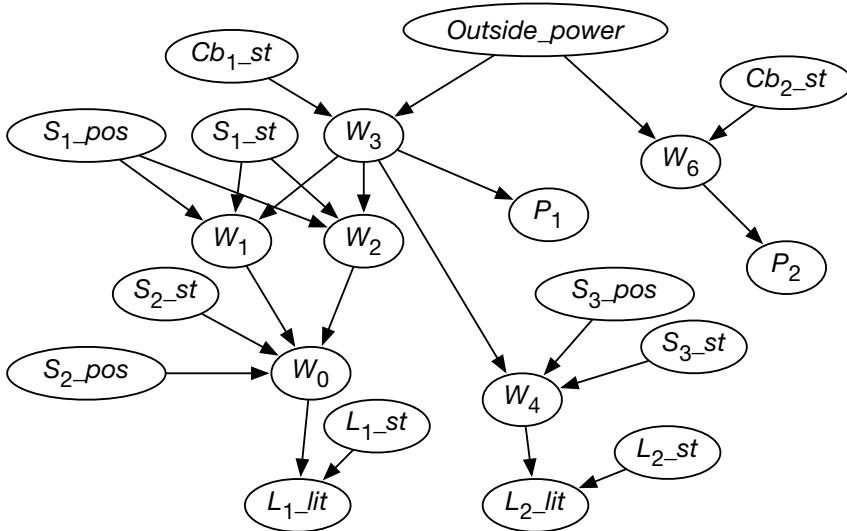 Outside_power
Cb1_st
Cb2_st
S1_pos
S1_st
W3
W6
P1
W1
W2
P2
S2_st
S3_pos
S3_st
S2_pos
W0
W4
L1_st
L2_st
L1_lit
L2_lit